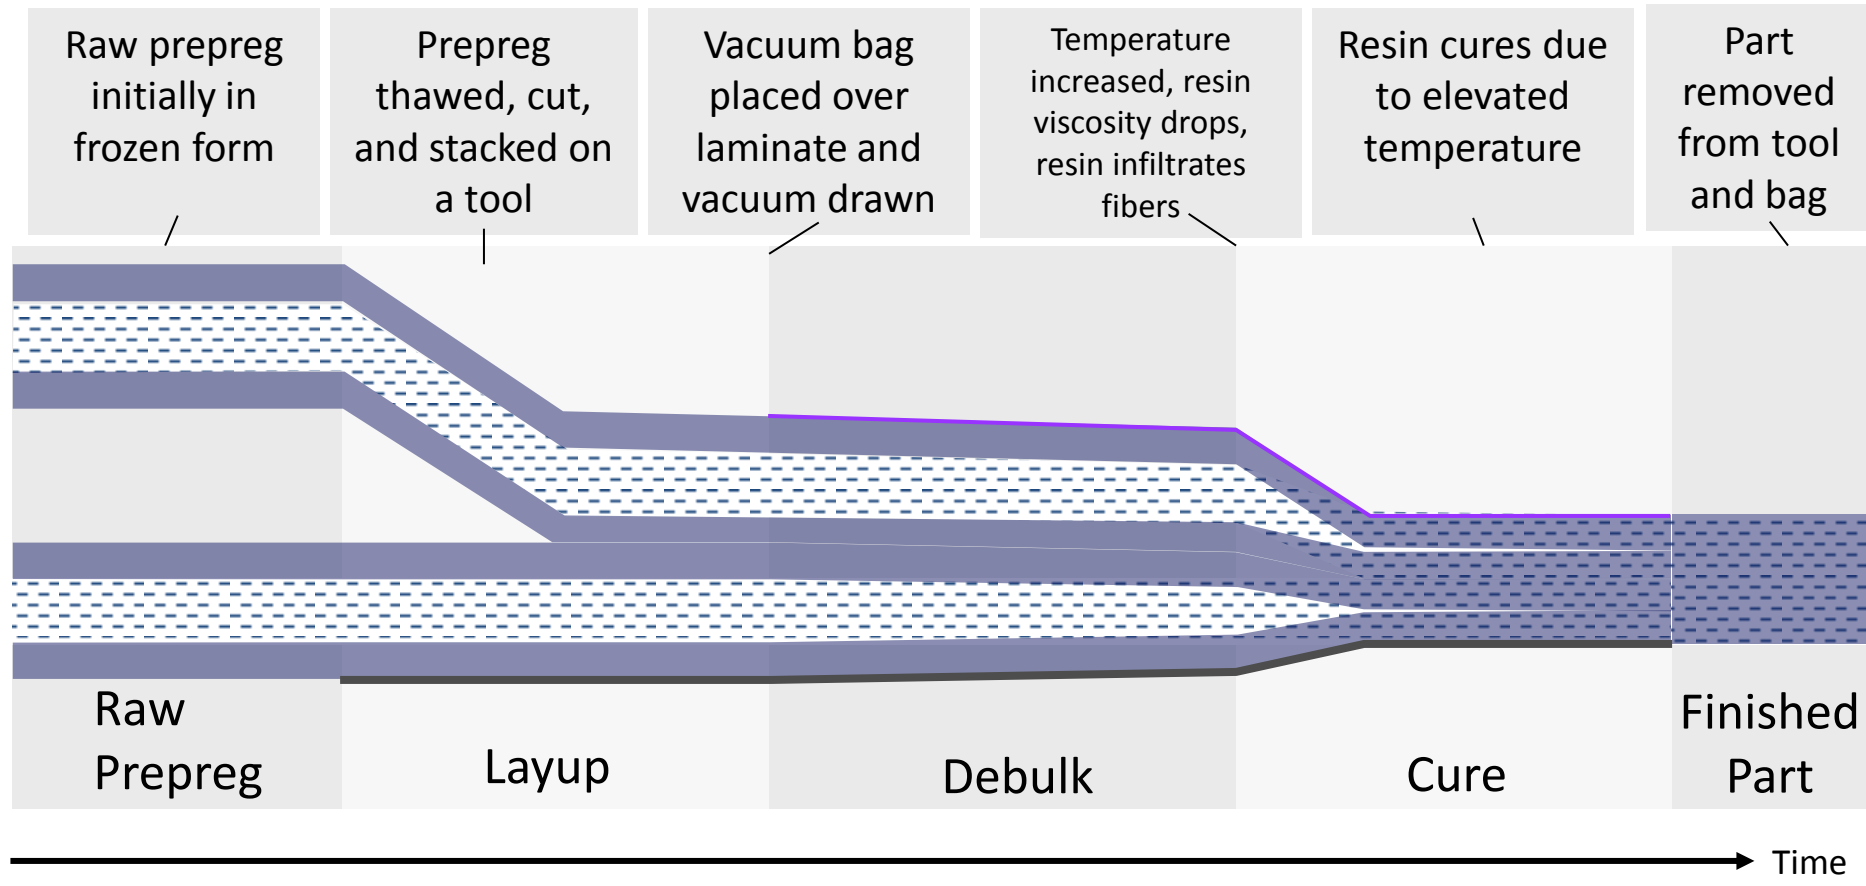 Raw prepreg
initially in
frozen form
Prepreg
thawed, cut,
and stacked on
a tool
Vacuum bag
placed over
laminate and
vacuum drawn
Temperature
increased, resin
viscosity drops,
resin infiltrates
fibers
Resin cures due
to elevated
temperature
Part
removed
from tool
and bag
Raw
Prepreg
Layup
Debulk
Cure
Finished
Part
Time